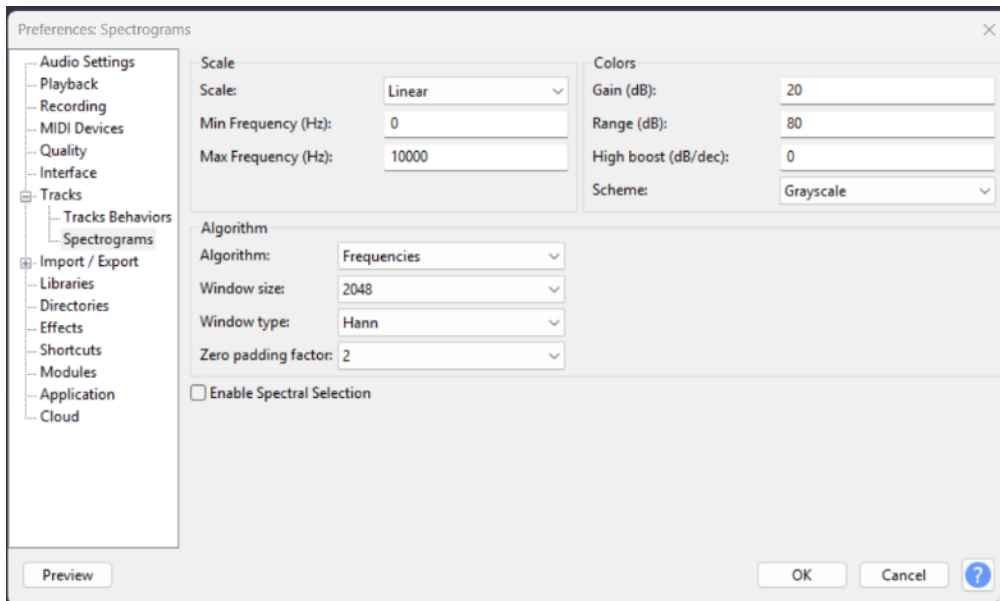 Preferences: Spectrograms
Audio Settings
Playback
Recording
MIDI Devices
Quality
Interface
Tracks
Tracks Behaviors
Spectrograms
Import / Export
Libraries
Directories
Effects
Shortcuts
Modules
Application
Cloud
Scale
Scale: Linear
Min Frequency (Hz): 0
Max Frequency (Hz): 10000
Colors
Gain (dB): 20
Range (dB): 80
High boost (dB/dec): 0
Scheme: Grayscale
Algorithm
Algorithm: Frequencies
Window size: 2048
Window type: Hann
Zero padding factor: 2
Enable Spectral Selection
Preview
OK
Cancel
?